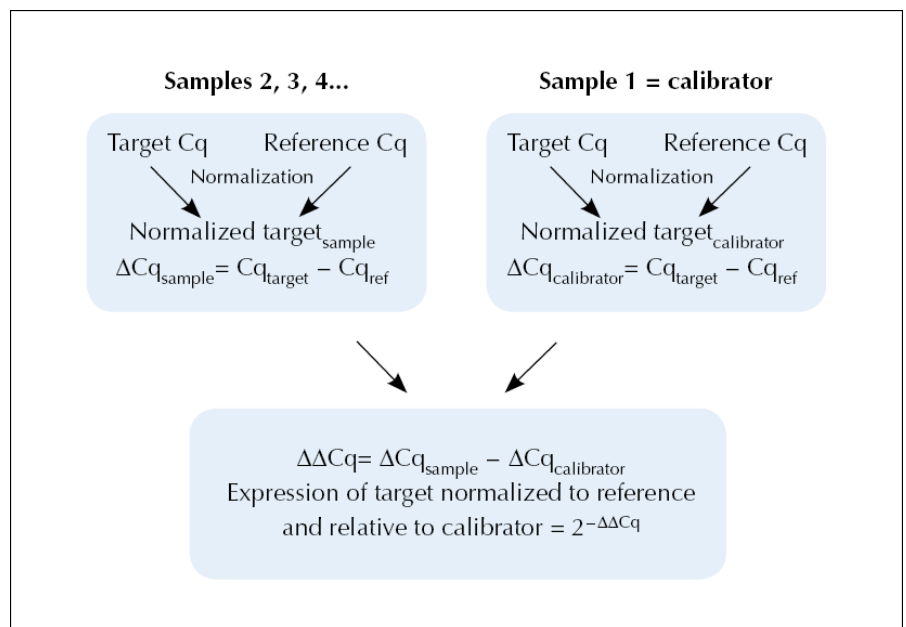 Samples 2, 3, 4...
Target Cq Reference Cq
Normalization
Normalized target_sample
ΔCq_sample= Cq_target – Cq_ref
Sample 1 = calibrator
Target Cq Reference Cq
Normalization
Normalized target_calibrator
ΔCq_calibrator= Cq_target – Cq_ref
ΔΔCq= ΔCq_sample – ΔCq_calibrator
Expression of target normalized to reference
and relative to calibrator = 2^–ΔΔCq